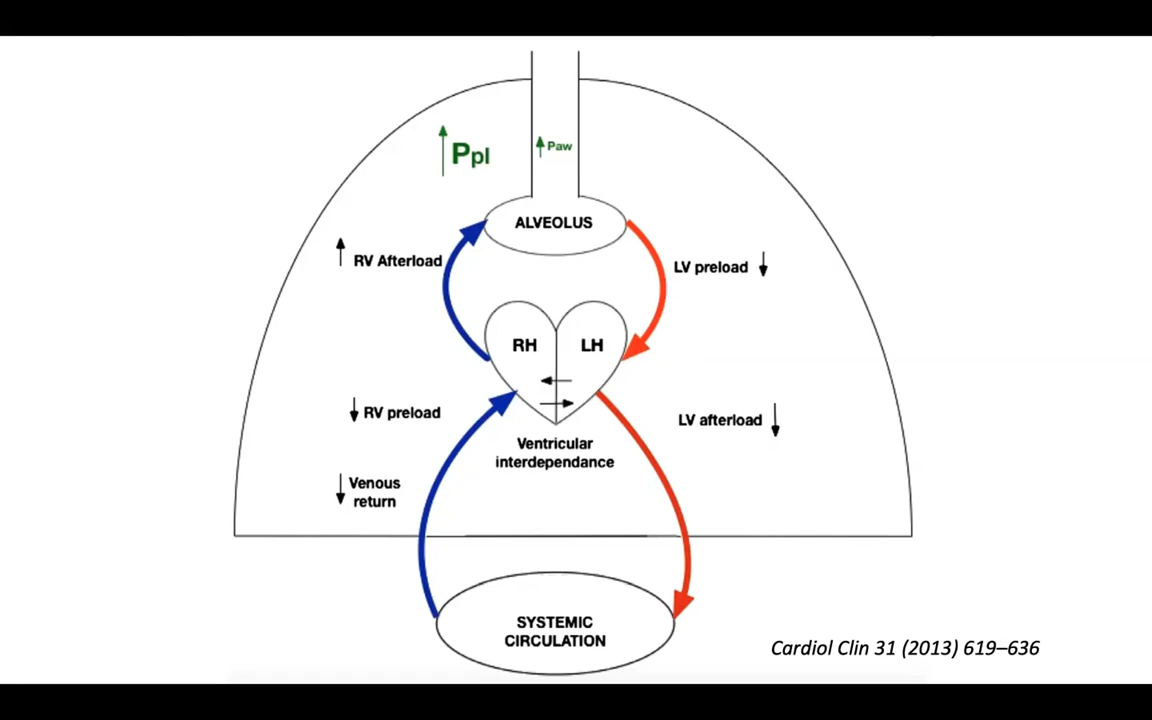 Ppl
Paw
ALVEOLUS
RV Afterload
LV preload
RH
LH
RV preload
LV afterload
Ventricular
interdependance
Venous
return
SYSTEMIC
CIRCULATION
Cardiol Clin 31 (2013) 619–636